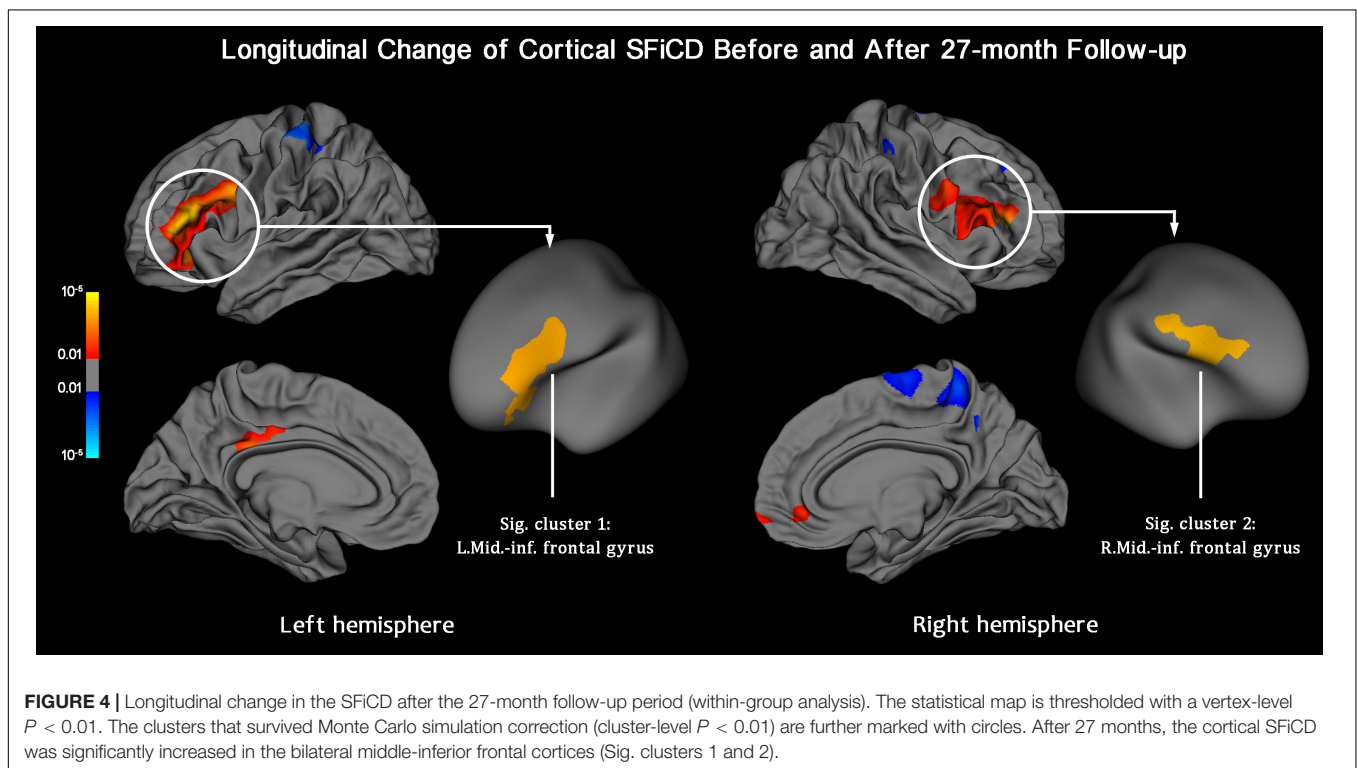 Longitudinal Change of Cortical SFiCD Before and After 27-month Follow-up
10⁻⁵
0.01
0.01
10⁻⁵
Sig. cluster 1:
L.Mid.-inf. frontal gyrus
Sig. cluster 2:
R.Mid.-inf. frontal gyrus
Left hemisphere
Right hemisphere
FIGURE 4 | Longitudinal change in the SFiCD after the 27-month follow-up period (within-group analysis). The statistical map is thresholded with a vertex-level
P < 0.01. The clusters that survived Monte Carlo simulation correction (cluster-level P < 0.01) are further marked with circles. After 27 months, the cortical SFiCD
was significantly increased in the bilateral middle-inferior frontal cortices (Sig. clusters 1 and 2).